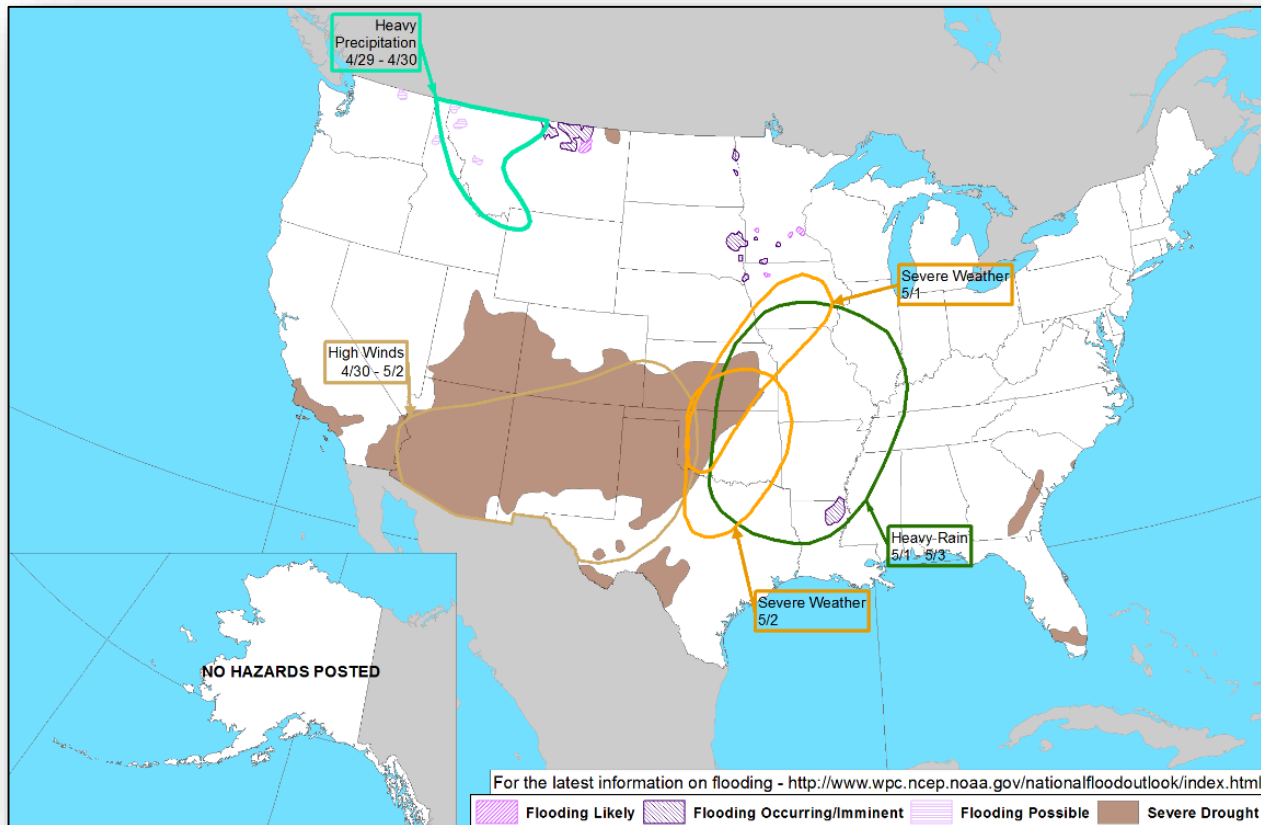 Heavy
Precipitation
4/29 - 4/30
Severe Weather
5/1
High Winds
4/30 - 5/2
Heavy Rain
5/1 - 5/3
Severe Weather
5/2
NO HAZARDS POSTED
For the latest information on flooding - http://www.wpc.ncep.noaa.gov/nationalfloodoutlook/index.html
Flooding Likely
Flooding Occurring/Imminent
Flooding Possible
Severe Drought